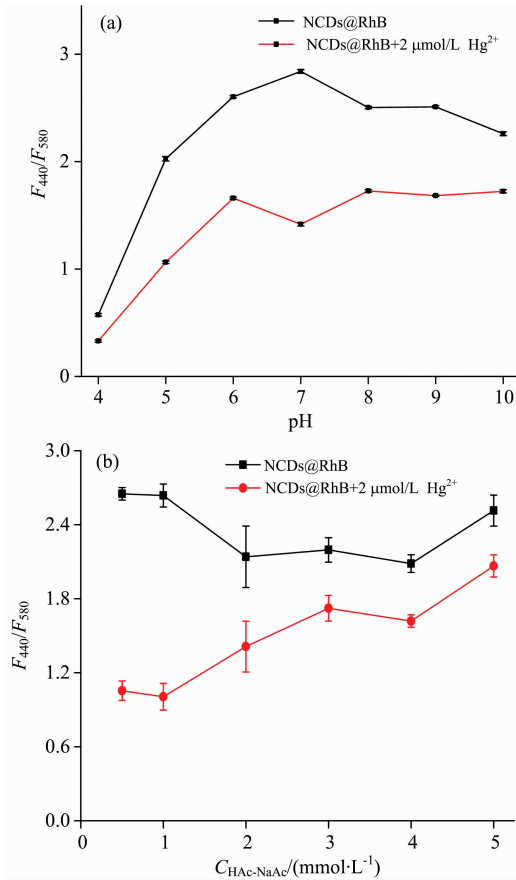 (a)
NCDs@RhB
NCDs@RhB+2 μmol/L Hg²⁺
3
2
1
0
F₄₄₀/F₅₈₀
4 5 6 7 8 9 10
pH
(b)
NCDs@RhB
NCDs@RhB+2 μmol/L Hg²⁺
3.0
2.4
1.8
1.2
0.6
0.0
F₄₄₀/F₅₈₀
0 1 2 3 4 5
C_HAc-NaAc/(mmol·L⁻¹)